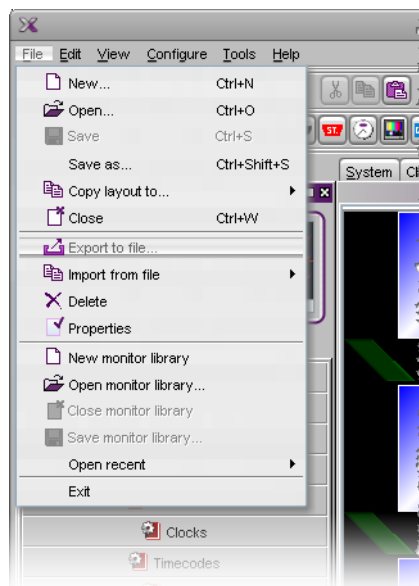 File Edit View Configure Tools Help
New... Ctrl+N
Open... Ctrl+O
Save Ctrl+S
Save as... Ctrl+Shift+S
Copy layout to...
Close Ctrl+W
Export to file...
Import from file
Delete
Properties
New monitor library
Open monitor library...
Close monitor library
Save monitor library...
Open recent
Exit
ST.
System
Clocks
Timecodes